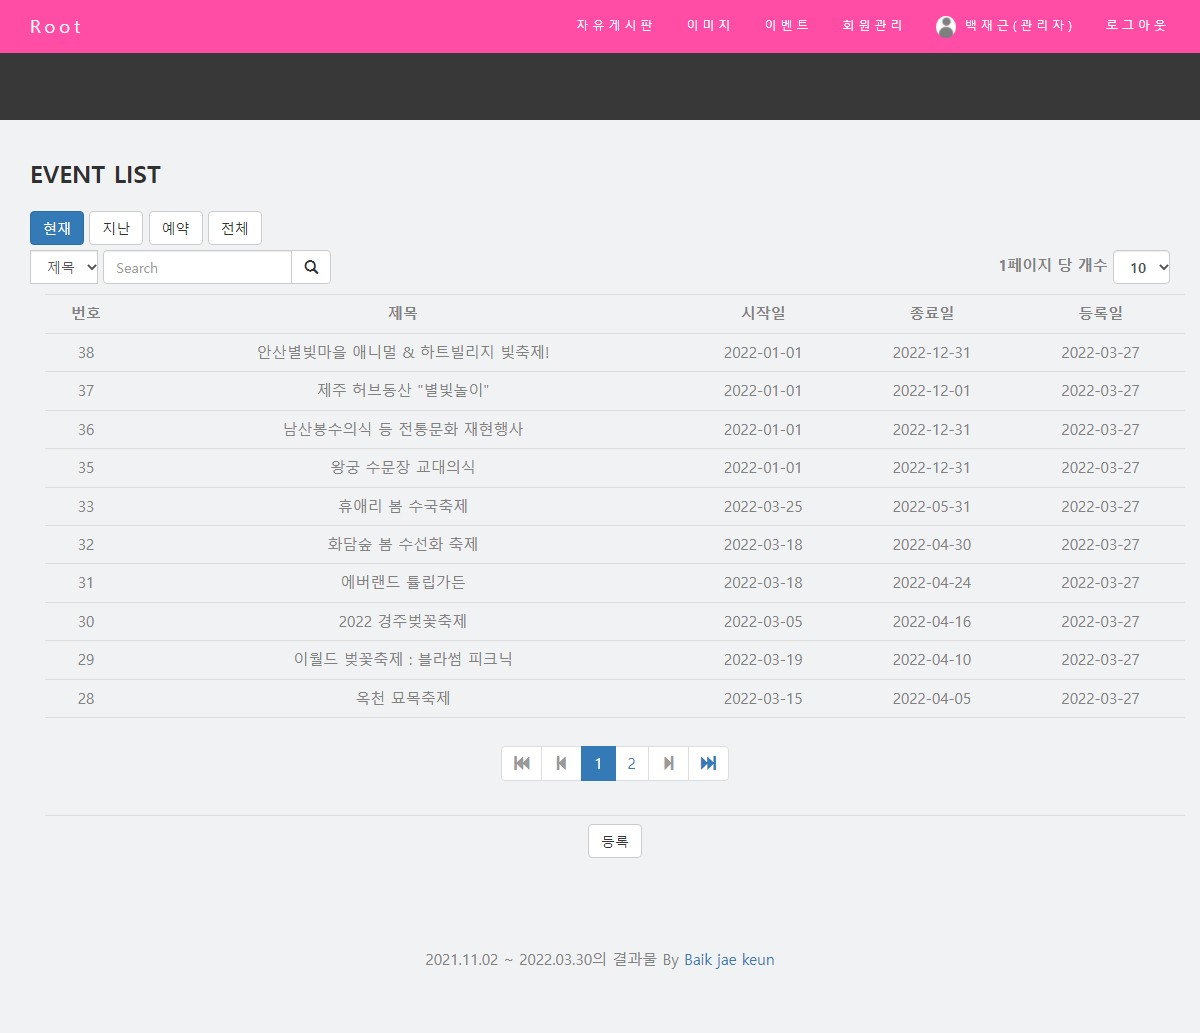 Root 자유게시판 이미지 이벤트 회원관리 백재근(관리자) 로그아웃
EVENT LIST
현재 지난 예약 전체
제목 Search 1페이지 당 개수 10
번호 제목 시작일 종료일 등록일
38 안산별빛마을 애니멀 & 하트빌리지 빛축제! 2022-01-01 2022-12-31 2022-03-27
37 제주 허브동산 "별빛놀이" 2022-01-01 2022-12-01 2022-03-27
36 남산봉수의식 등 전통문화 재현행사 2022-01-01 2022-12-31 2022-03-27
35 왕궁 수문장 교대의식 2022-01-01 2022-12-31 2022-03-27
33 휴애리 봄 수국축제 2022-03-25 2022-05-31 2022-03-27
32 화담숲 봄 수선화 축제 2022-03-18 2022-04-30 2022-03-27
31 에버랜드 튤립가든 2022-03-18 2022-04-24 2022-03-27
30 2022 경주벚꽃축제 2022-03-05 2022-04-16 2022-03-27
29 이월드 벚꽃축제 : 블라썸 피크닉 2022-03-19 2022-04-10 2022-03-27
28 옥천 묘목축제 2022-03-15 2022-04-05 2022-03-27
1 2
등록
2021.11.02 ~ 2022.03.30의 결과물 By Baik jae keun